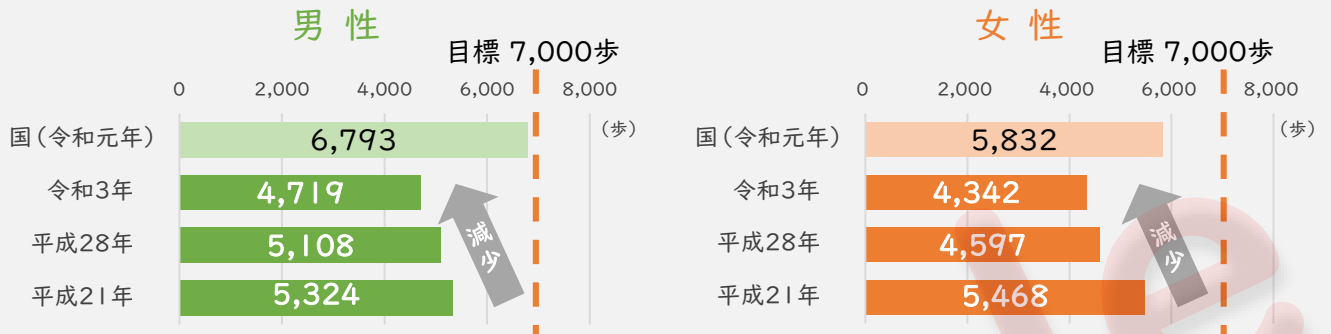 男 性
目標 7,000歩
0 2,000 4,000 6,000 8,000
(歩)
国(令和元年) 6,793
令和3年 4,719
平成28年 5,108
平成21年 5,324
減少
女 性
目標 7,000歩
0 2,000 4,000 6,000 8,000
(歩)
国(令和元年) 5,832
令和3年 4,342
平成28年 4,597
平成21年 5,468
減少